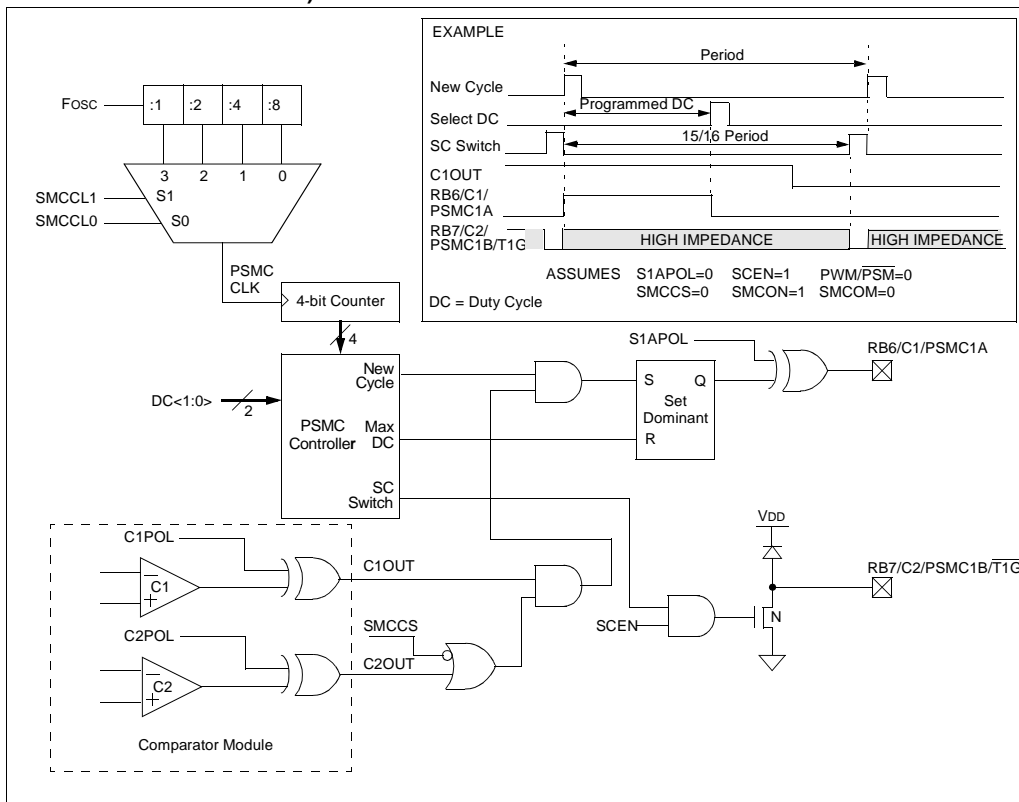 EXAMPLE
Period
New Cycle
Programmed DC
Select DC
15/16 Period
SC Switch
C1OUT
RB6/C1/
PSMC1A
RB7/C2/
PSMC1B/T1G
HIGH IMPEDANCE
HIGH IMPEDANCE
ASSUMES S1APOL=0 SCEN=1 PWM/PSM=0
SMCCS=0 SMCON=1 SMCOM=0
DC = Duty Cycle
FOSC
:1 :2 :4 :8
3 2 1 0
SMCCL1
S1
SMCCL0
S0
PSMC
CLK
4-bit Counter
4
S1APOL
RB6/C1/PSMC1A
New
Cycle
S Q
Set
Dominant
R
DC<1:0>
2
PSMC
Controller
Max
DC
SC
Switch
VDD
C1POL
C1OUT
C1
RB7/C2/PSMC1B/T1G
SCEN
N
SMCCS
C2POL
C2OUT
C2
Comparator Module